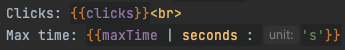 Clicks: {{clicks}}<br>
Max time: {{maxTime | seconds : unit: 's'}}